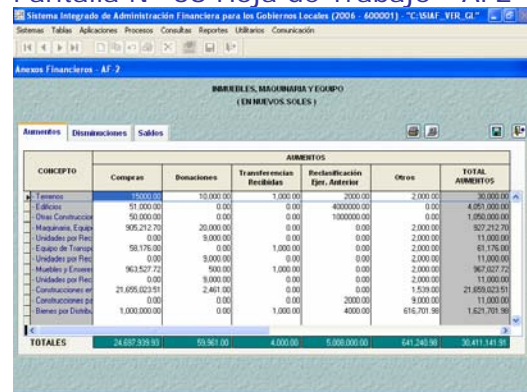 Pantalla N° 08 Hoja de Trabajo - AF2
Sistema Integrado de Administración Financiera para los Gobiernos Locales (2006 - 600001) - "C:\SIAF_VER_GL"
Sistemas Tablas Aplicaciones Procesos Consultas Reportes Utilitarios Comunicación
Anexos Financieros - AF-2
INMUEBLES, MAQUINARIA Y EQUIPO
( EN NUEVOS SOLES )
Aumentos Disminuciones Saldos
AUMENTOS
CONCEPTO Compras Donaciones Transferencias Recibidas Reclasificación Ejer. Anterior Otros TOTAL AUMENTOS
- Terrenos 15000.00 10,000.00 1,000.00 2000.00 2,000.00 30,000.00
- Edificios 51,000.00 0.00 0.00 4000000.00 0.00 4,051,000.00
- Otras Construccion 50,000.00 0.00 0.00 1000000.00 0.00 1,050,000.00
- Maquinaria, Equip 905,212.70 20,000.00 0.00 0.00 2,000.00 927,212.70
- Unidades por Rec 0.00 9,000.00 0.00 0.00 2,000.00 11,000.00
- Equipo de Transp 58,176.00 0.00 1,000.00 0.00 2,000.00 61,176.00
- Unidades por Rec 0.00 9,000.00 0.00 0.00 2,000.00 11,000.00
- Muebles y Enseres 963,527.72 500.00 1,000.00 0.00 2,000.00 967,027.72
- Unidades por Rec 0.00 9,000.00 0.00 0.00 2,000.00 11,000.00
- Construcciones en 21,655,023.51 2,461.00 0.00 0.00 1,539.00 21,659,023.51
- Construcciones pa 0.00 0.00 0.00 2000.00 9,000.00 11,000.00
- Bienes por Distribu 1,000,000.00 0.00 1,000.00 4000.00 616,701.98 1,621,701.98
TOTALES 24,697,939.93 59,961.00 4,000.00 5,008,000.00 641,240.98 30,411,141.91